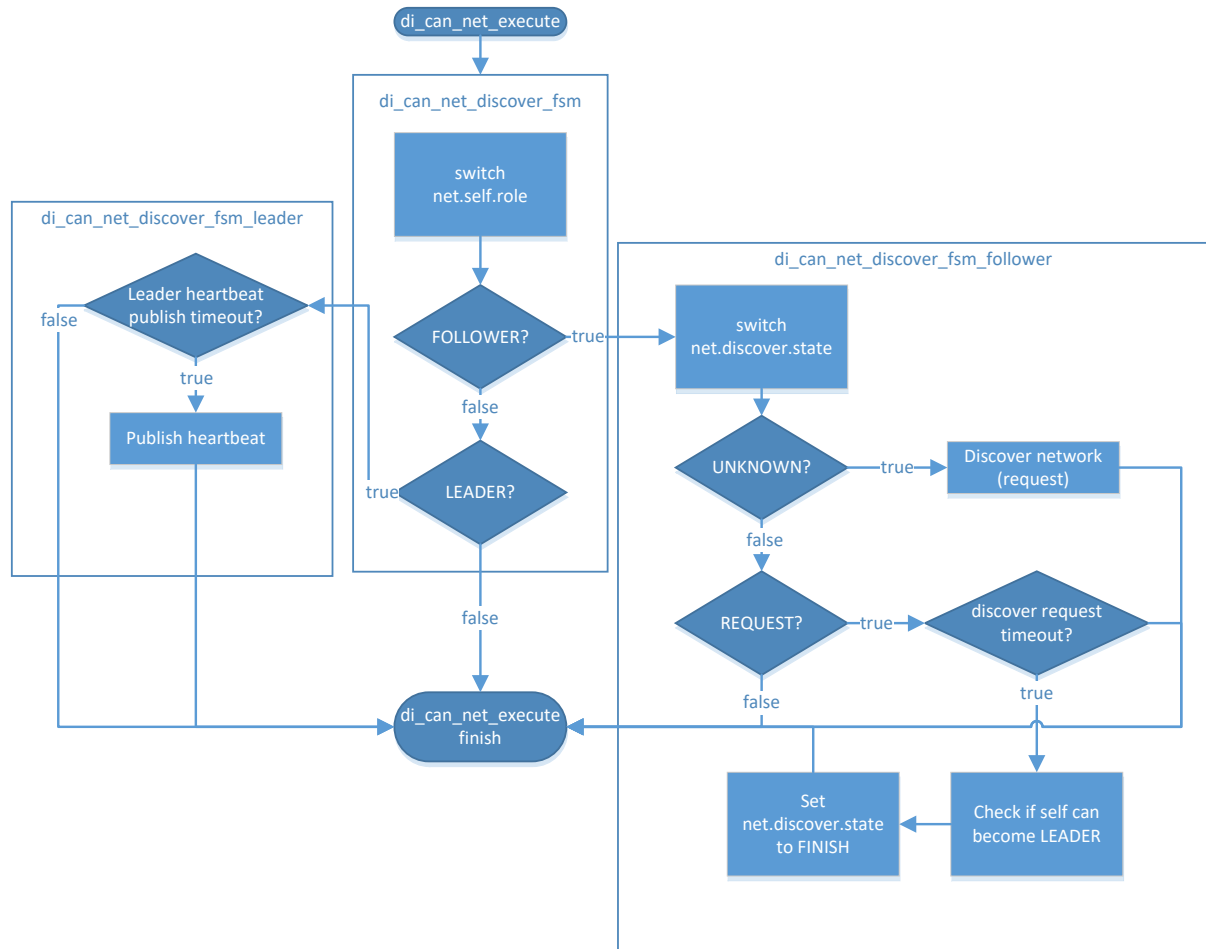 di_can_net_execute
di_can_net_discover_fsm
switch
net.self.role
di_can_net_discover_fsm_leader
Leader heartbeat
publish timeout?
false
true
Publish heartbeat
FOLLOWER?
true
false
LEADER?
true
false
di_can_net_discover_fsm_follower
switch
net.discover.state
UNKNOWN?
true
Discover network
(request)
false
REQUEST?
true
discover request
timeout?
false
true
di_can_net_execute
finish
Set
net.discover.state
to FINISH
Check if self can
become LEADER